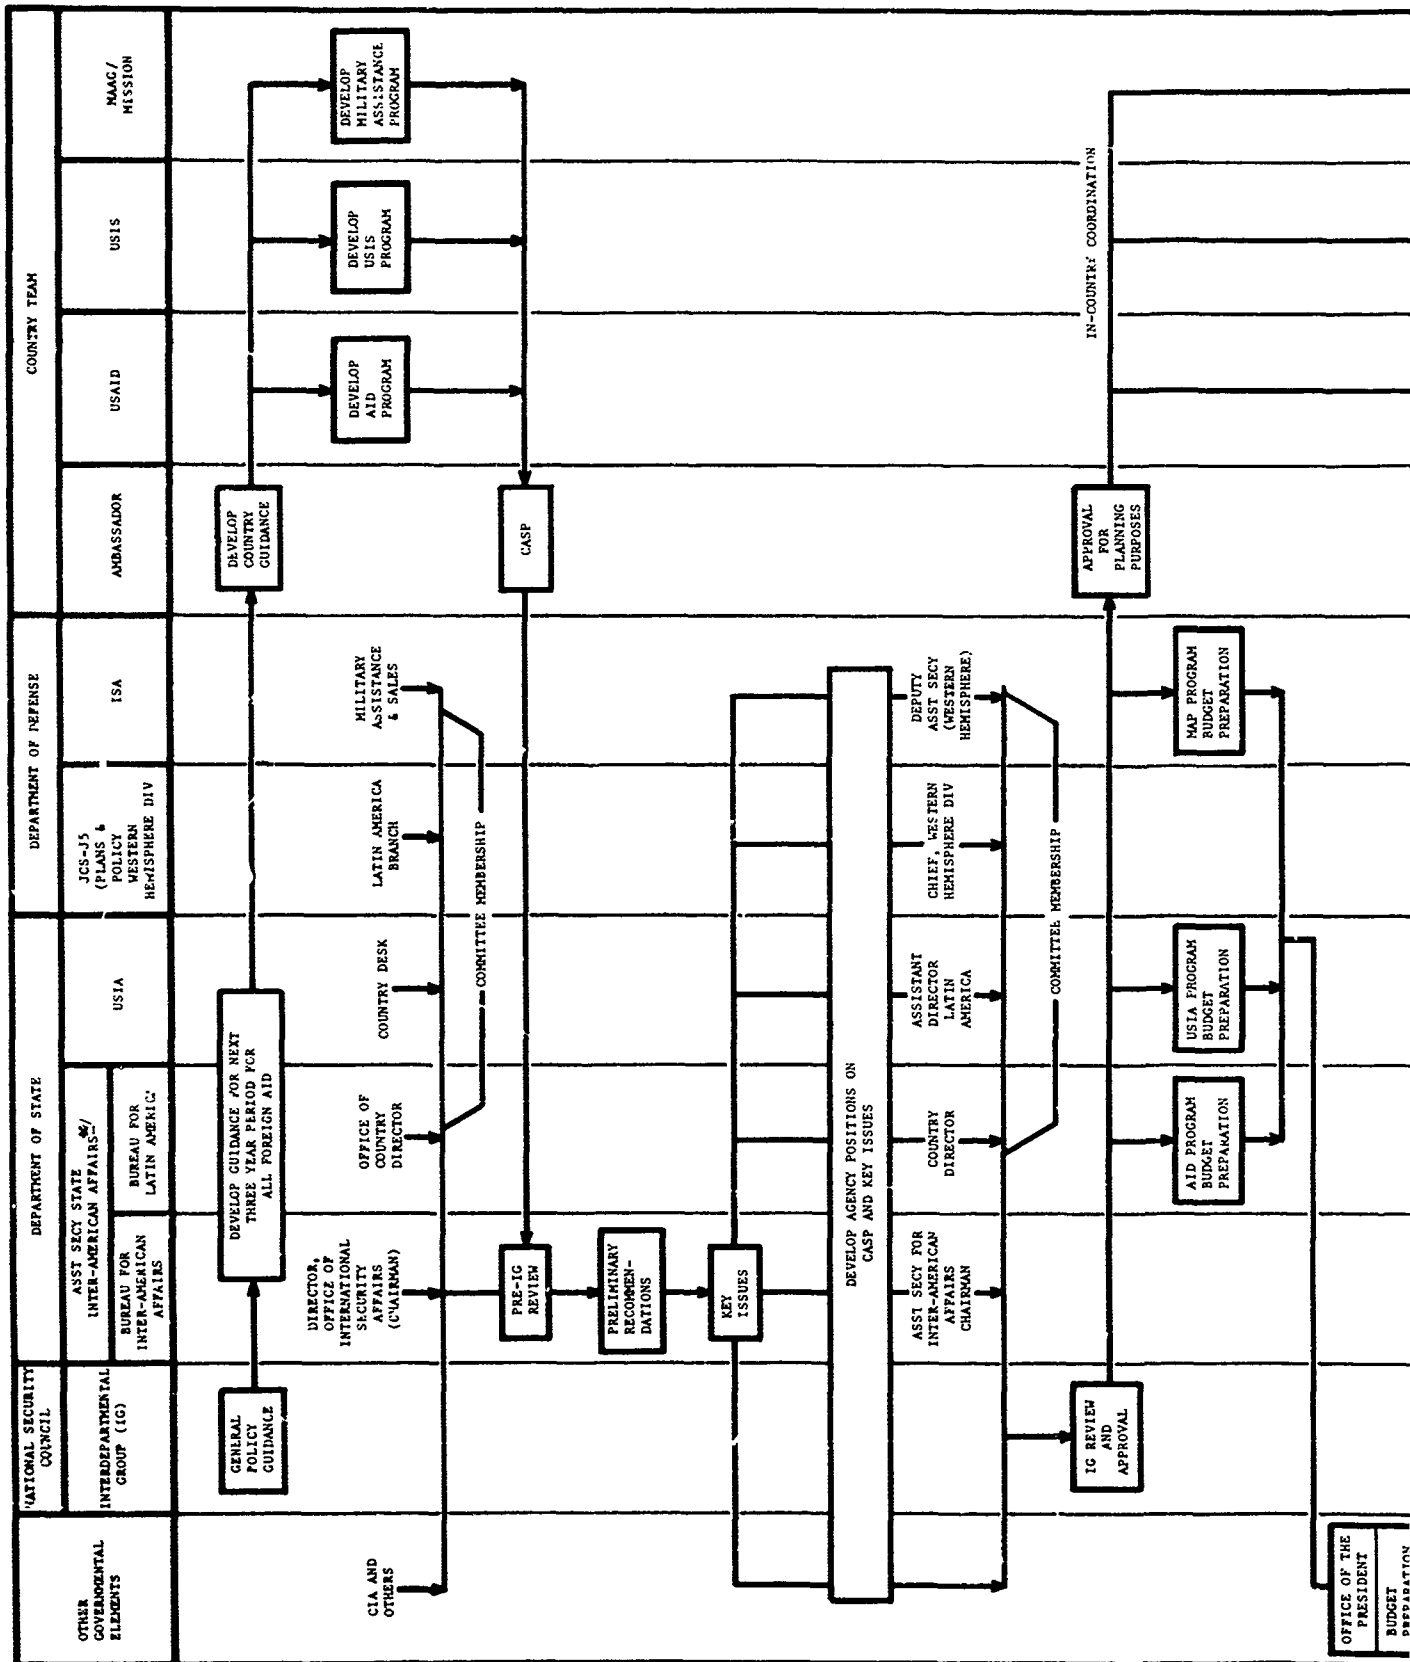 OTHER
GOVERNMENTAL
ELEMENTS
NATIONAL SECURITY
COUNCIL
INTERDEPARTMENTAL
GROUP (IG)
DEPARTMENT OF STATE
ASST SECY STATE
INTER-AMERICAN AFFAIRS*/
BUREAU FOR
INTER-AMERICAN
AFFAIRS
BUREAU FOR
LATIN AMERICA
USIA
DEPARTMENT OF DEFENSE
JCS-J5
(PLANS &
POLICY
WESTERN
HEMISPHERE DIV
ISA
COUNTRY TEAM
AMBASSADOR
USAID
USIS
MAAG/
MISSION
GENERAL
POLICY
GUIDANCE
DEVELOP GUIDANCE FOR NEXT
THREE YEAR PERIOD FOR
ALL FOREIGN AID
DEVELOP
COUNTRY
GUIDANCE
DEVELOP
AID
PROGRAM
DEVELOP
USIS
PROGRAM
DEVELOP
MILITARY
ASSISTANCE
PROGRAM
CIA AND
OTHERS
DIRECTOR,
OFFICE OF
INTERNATIONAL
SECURITY
AFFAIRS
(CHAIRMAN)
OFFICE OF
COUNTRY
DIRECTOR
COUNTRY DESK
LATIN AMERICA
BRANCH
MILITARY
ASSISTANCE
& SALES
COMMITTEE MEMBERSHIP
CASP
PRE-IG
REVIEW
PRELIMINARY
RECOMMEN-
DATIONS
KEY
ISSUES
DEVELOP AGENCY POSITIONS ON
CASP AND KEY ISSUES
ASST SECY FOR
INTER-AMERICAN
AFFAIRS
CHAIRMAN
COUNTRY
DIRECTOR
ASSISTANT
DIRECTOR
LATIN
AMERICA
CHIEF, WESTERN
HEMISPHERE DIV
DEPUTY
ASST SECY
(WESTERN
HEMISPHERE)
COMMITTEE MEMBERSHIP
IG REVIEW
AND
APPROVAL
APPROVAL
FOR
PLANNING
PURPOSES
IN-COUNTRY COORDINATION
AID PROGRAM
BUDGET
PREPARATION
USIA PROGRAM
BUDGET
PREPARATION
MAP PROGRAM
BUDGET
PREPARATION
OFFICE OF THE
PRESIDENT
BUDGET
PREPARATION